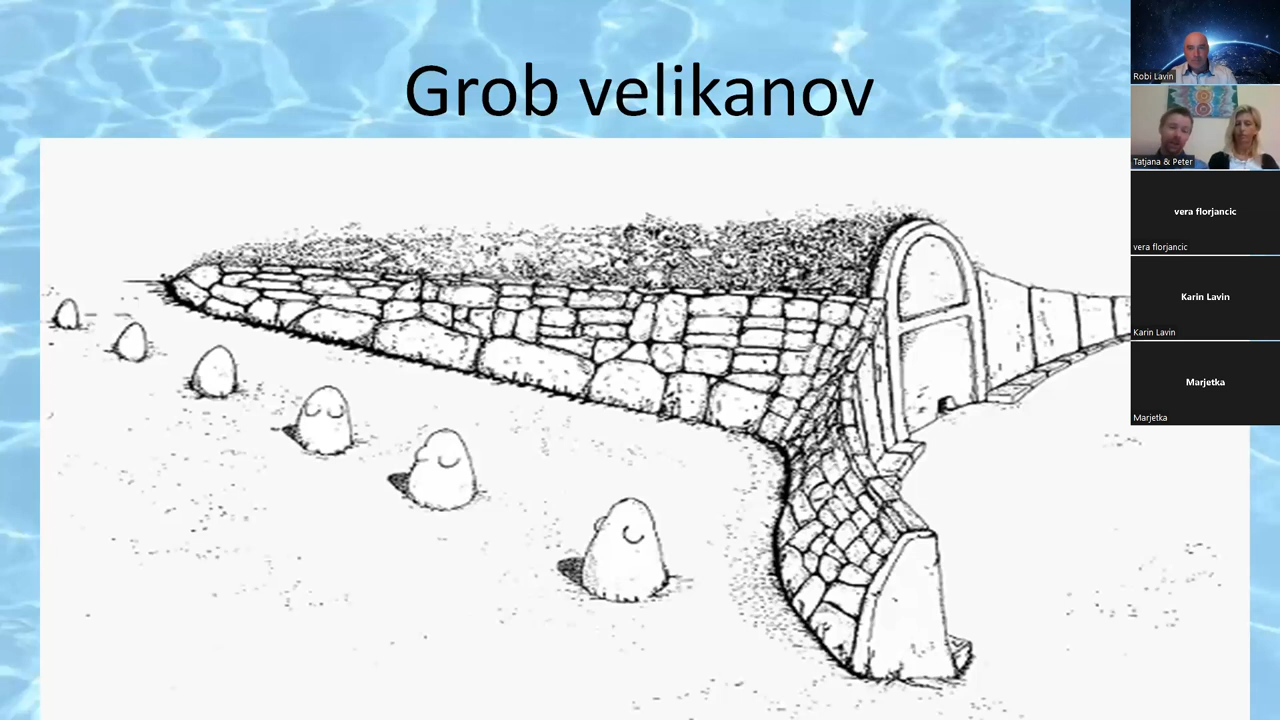 Grob velikanov
Robi Lavin
Tatjana & Peter
vera florjancic
vera florjancic
Karin Lavin
Karin Lavin
Marjetka
Marjetka